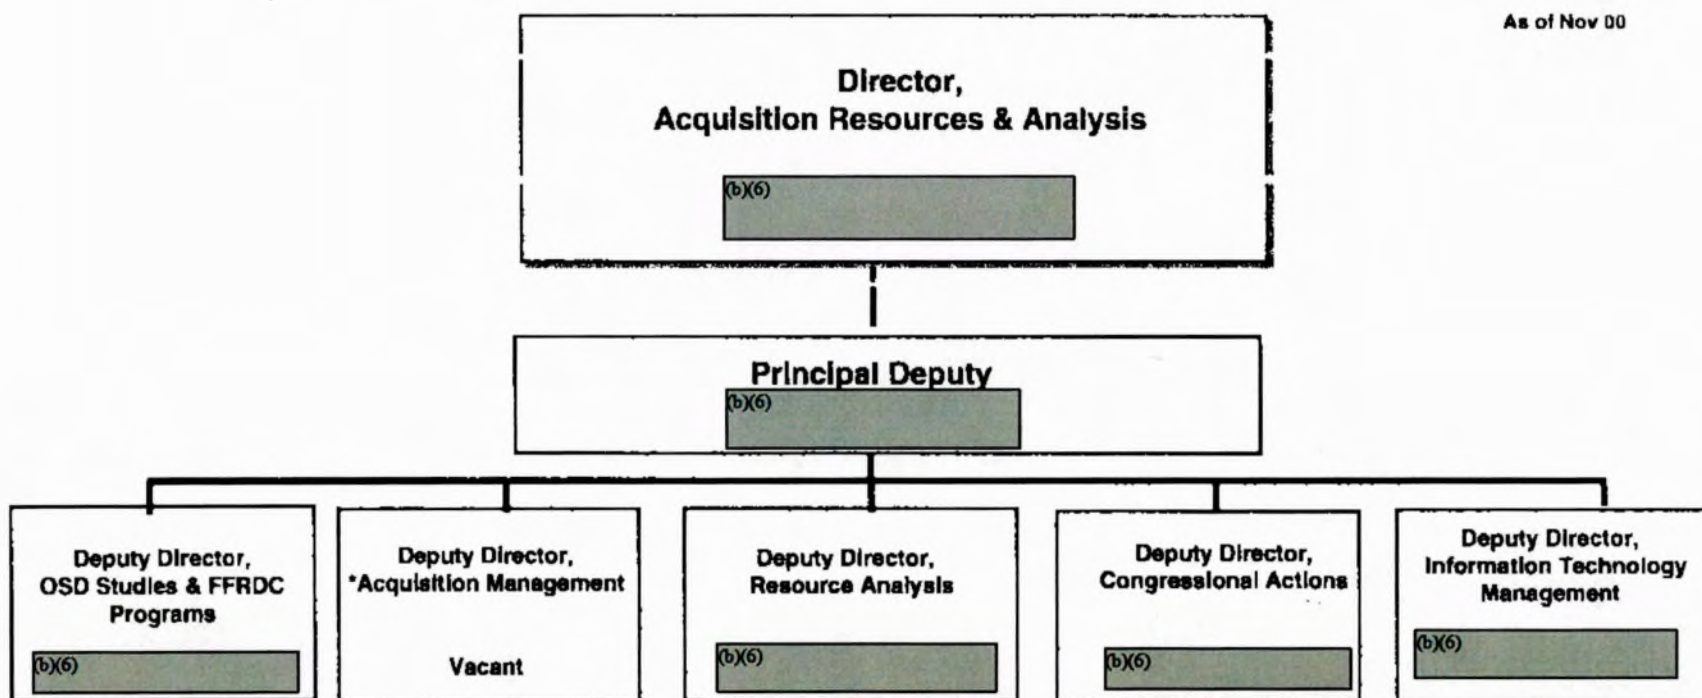 As of Nov 00
Director,
Acquisition Resources & Analysis
(b)(6)
Principal Deputy
(b)(6)
Deputy Director,
OSD Studies & FFRDC
Programs
(b)(6)
Deputy Director,
*Acquisition Management
Vacant
Deputy Director,
Resource Analysis
(b)(6)
Deputy Director,
Congressional Actions
(b)(6)
Deputy Director,
Information Technology
Management
(b)(6)